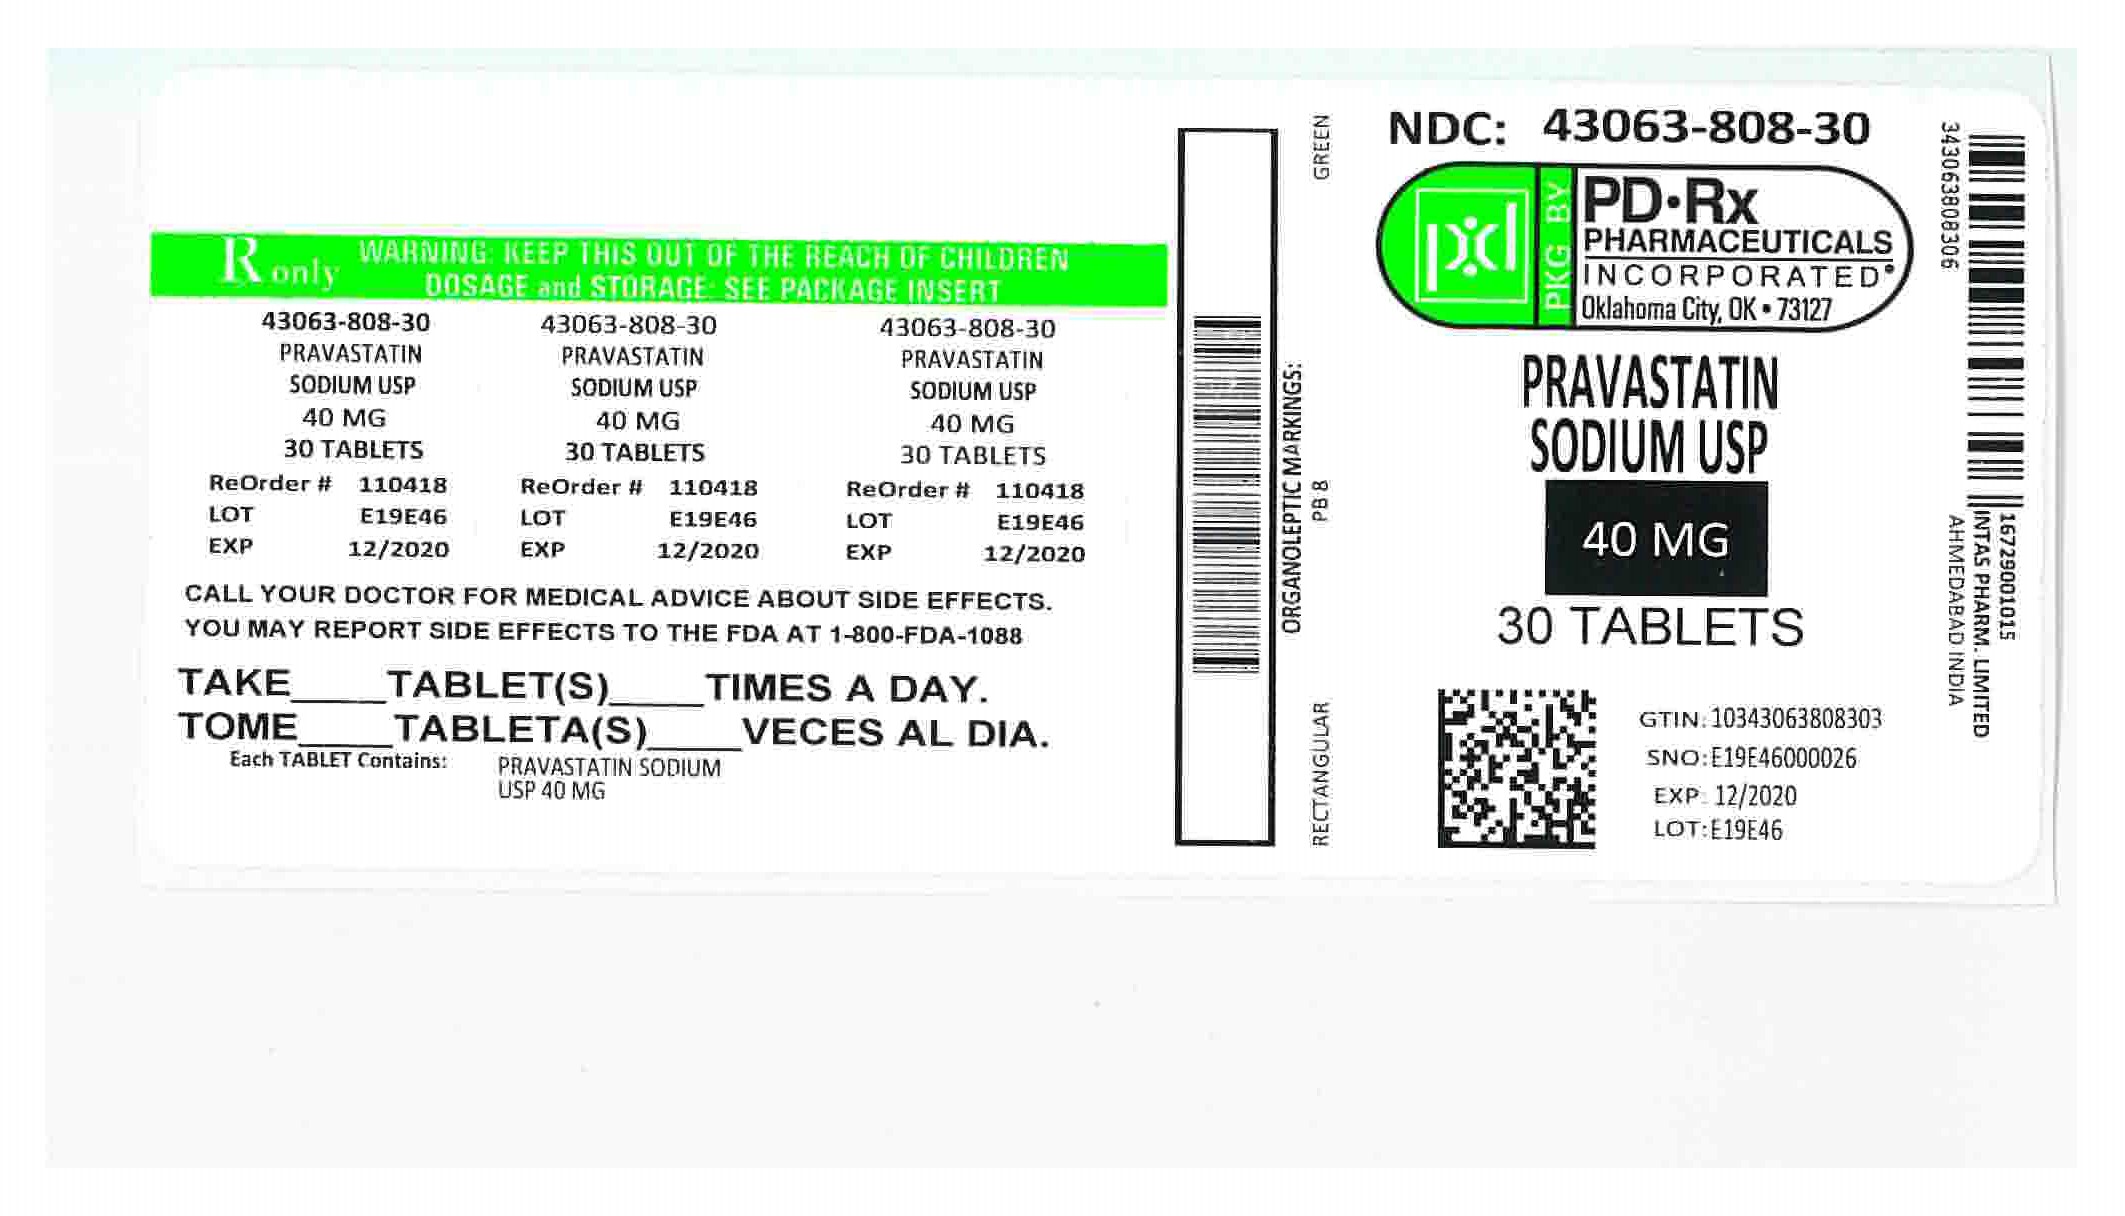 Rx only
WARNING: KEEP THIS OUT OF THE REACH OF CHILDREN
DOSAGE and STORAGE: SEE PACKAGE INSERT
43063-808-30 43063-808-30 43063-808-30
PRAVASTATIN PRAVASTATIN PRAVASTATIN
SODIUM USP SODIUM USP SODIUM USP
40 MG 40 MG 40 MG
30 TABLETS 30 TABLETS 30 TABLETS
ReOrder # 110418 ReOrder # 110418 ReOrder # 110418
LOT E19E46 LOT E19E46 LOT E19E46
EXP 12/2020 EXP 12/2020 EXP 12/2020
CALL YOUR DOCTOR FOR MEDICAL ADVICE ABOUT SIDE EFFECTS.
YOU MAY REPORT SIDE EFFECTS TO THE FDA AT 1-800-FDA-1088
TAKE____TABLET(S)____TIMES A DAY.
TOME____TABLETA(S)____VECES AL DIA.
Each TABLET Contains: PRAVASTATIN SODIUM
USP 40 MG
ORGANOLEPTIC MARKINGS:
RECTANGULAR PB 8 GREEN
NDC: 43063-808-30
pd
PKG BY
PD•Rx
PHARMACEUTICALS
INCORPORATED®
Oklahoma City, OK • 73127
PRAVASTATIN
SODIUM USP
40 MG
30 TABLETS
GTIN: 10343063808303
SNO: E19E46000026
EXP: 12/2020
LOT: E19E46
343063808306
1672900101​5
INTAS PHARM. LIMITED
AHMEDABAD INDIA